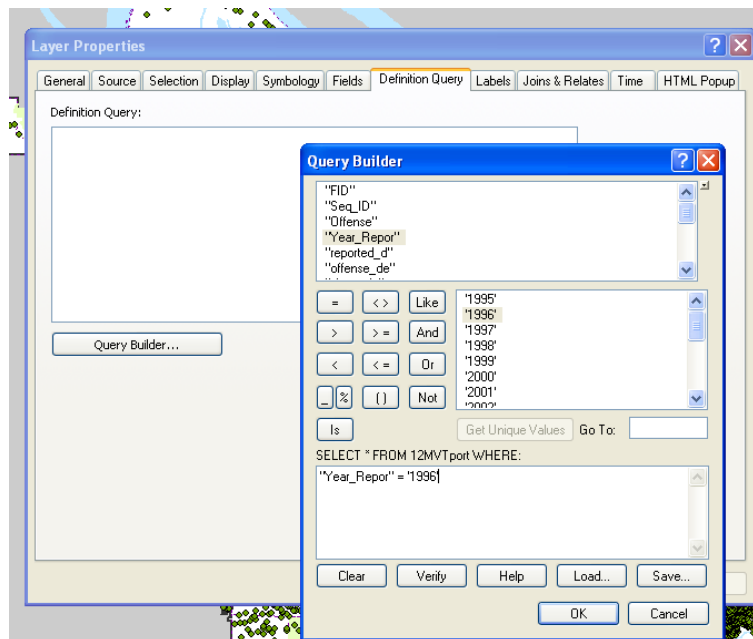 Layer Properties
General Source Selection Display Symbology Fields Definition Query Labels Joins & Relates Time HTML Popup
Definition Query:
Query Builder...
Query Builder
"FID"
"Seq_ID"
"Offense"
"Year_Repor"
"reported_d"
"offense_de"
= < > Like
> > = And
< < = Or
_ % ( ) Not
Is
'1995'
'1996'
'1997'
'1998'
'1999'
'2000'
'2001'
'2002'
Get Unique Values Go To:
SELECT * FROM 12MVTport WHERE:
"Year_Repor" = '1996'
Clear Verify Help Load... Save...
OK Cancel